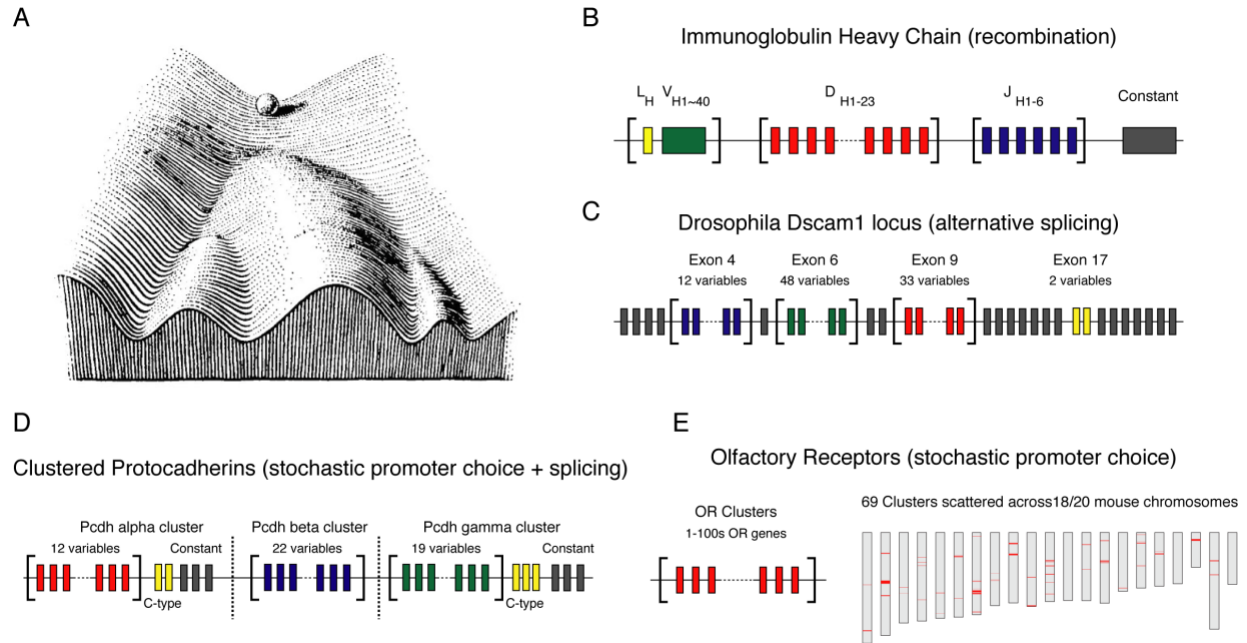 A
B
Immunoglobulin Heavy Chain (recombination)
L H V H1~40 D H1-23 J H1-6 Constant
C
Drosophila Dscam1 locus (alternative splicing)
Exon 4 Exon 6 Exon 9 Exon 17
12 variables 48 variables 33 variables 2 variables
D
Clustered Protocadherins (stochastic promoter choice + splicing)
Pcdh alpha cluster Pcdh beta cluster Pcdh gamma cluster
12 variables Constant 22 variables 19 variables Constant
C-type C-type
E
Olfactory Receptors (stochastic promoter choice)
69 Clusters scattered across18/20 mouse chromosomes
OR Clusters
1-100s OR genes